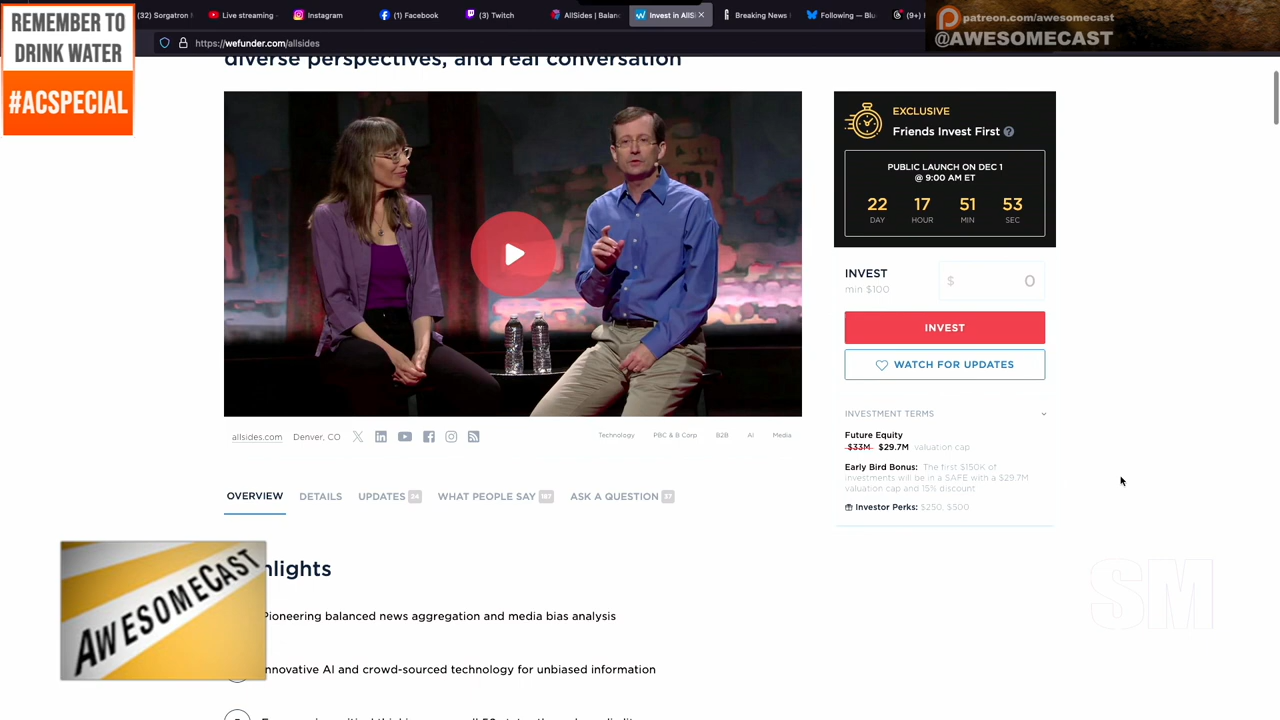 REMEMBER TO
DRINK WATER
#ACSPECIAL
(32) Sorgatron
Live streaming
Instagram
(1) Facebook
(3) Twitch
AllSides | Balan
Invest in AllSi
Breaking News
Following — Blu
(9+)
patreon.com/awesomecast
@AWESOMECAST
https://wefunder.com/allsides
diverse perspectives, and real conversation
EXCLUSIVE
Friends Invest First ?
PUBLIC LAUNCH ON DEC 1
@ 9:00 AM ET
22 17 51 53
DAY HOUR MIN SEC
INVEST
min $100
$ 0
INVEST
WATCH FOR UPDATES
INVESTMENT TERMS
Future Equity
$33M $29.7M valuation cap
Early Bird Bonus: The first $150K of
investments will be in a SAFE with a $29.7M
valuation cap and 15% discount
Investor Perks: $250, $500
allsides.com Denver, CO
Technology PBC & B Corp B2B AI Media
OVERVIEW DETAILS UPDATES 24 WHAT PEOPLE SAY 187 ASK A QUESTION 37
hlights
Pioneering balanced news aggregation and media bias analysis
nnovative AI and crowd-sourced technology for unbiased information
AWESOMECAST
SM